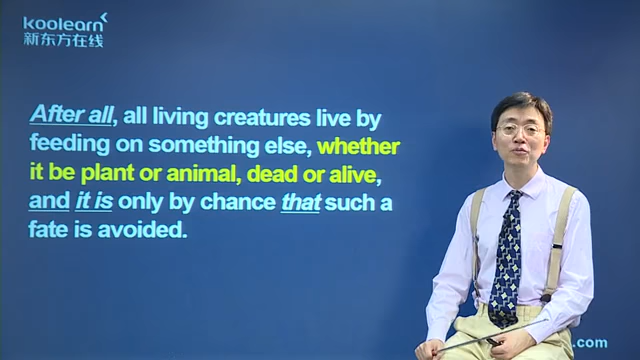 koolearn
新东方在线
After all, all living creatures live by
feeding on something else, whether
it be plant or animal, dead or alive,
and it is only by chance that such a
fate is avoided.
.com